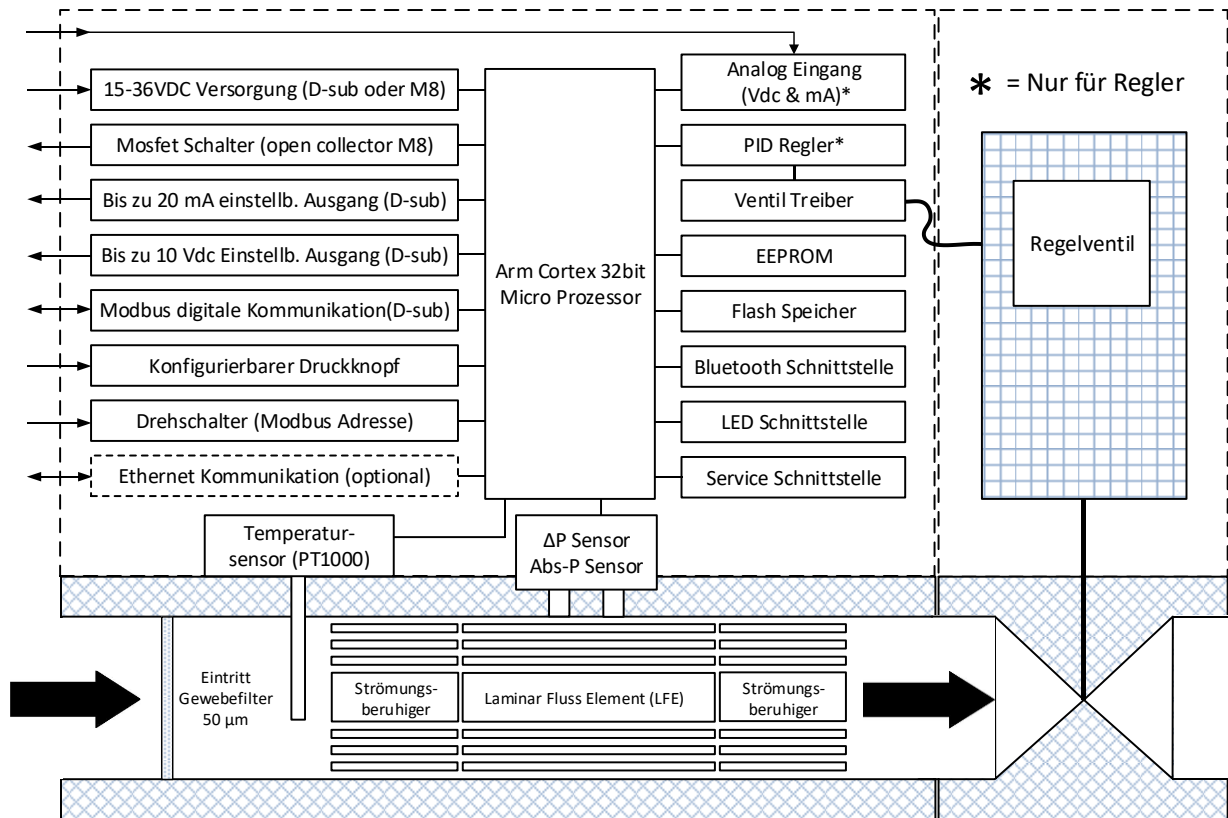 15-36VDC Versorgung (D-sub oder M8)
Mosfet Schalter (open collector M8)
Bis zu 20 mA einstellb. Ausgang (D-sub)
Bis zu 10 Vdc Einstellb. Ausgang (D-sub)
Modbus digitale Kommunikation(D-sub)
Konfigurierbarer Druckknopf
Drehschalter (Modbus Adresse)
Ethernet Kommunikation (optional)
Arm Cortex 32bit
Micro Prozessor
Analog Eingang
(Vdc & mA)*
PID Regler*
Ventil Treiber
EEPROM
Flash Speicher
Bluetooth Schnittstelle
LED Schnittstelle
Service Schnittstelle
* = Nur für Regler
Regelventil
Temperatur-
sensor (PT1000)
ΔP Sensor
Abs-P Sensor
Eintritt
Gewebefilter
50 µm
Strömungs-
beruhiger
Laminar Fluss Element (LFE)
Strömungs-
beruhiger